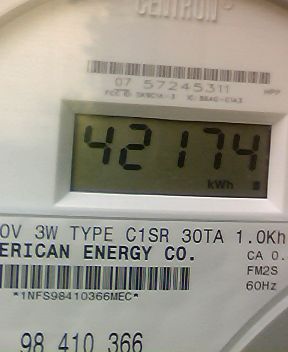 CENTRON
07 57245311
42174
kWh
0V 3W TYPE C1SR 30TA 1.0Kh
ERICAN ENERGY CO.
CA 0.
FM2S
*1NFS98410366MEC*
60Hz
98 410 366